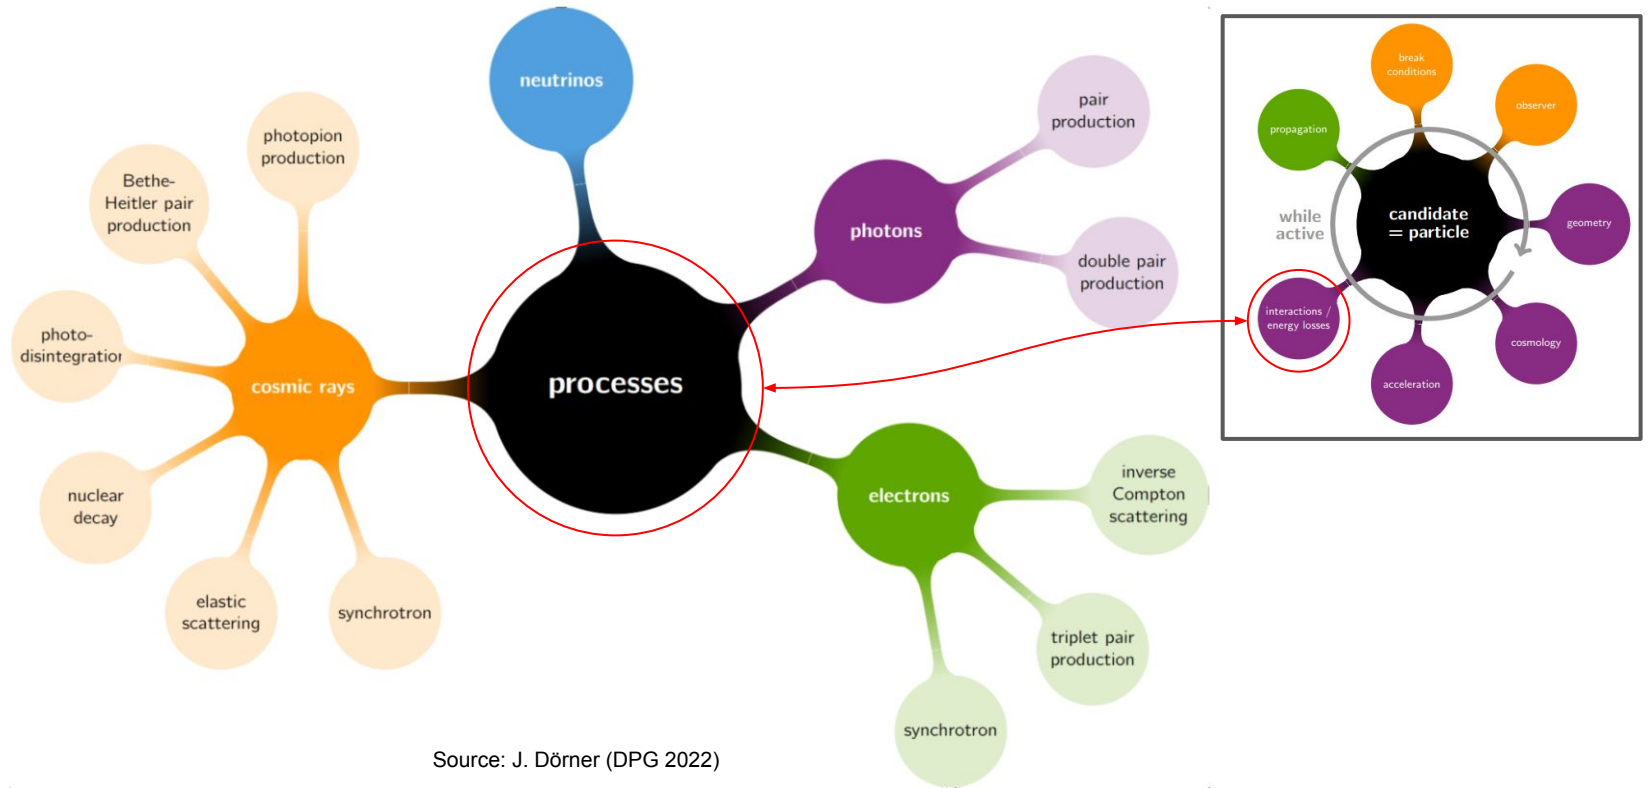 neutrinos
photopion
production
Bethe-
Heitler pair
production
photo-
disintegration
cosmic rays
nuclear
decay
elastic
scattering
synchrotron
processes
photons
pair
production
double pair
production
electrons
inverse
Compton
scattering
triplet pair
production
synchrotron
Source: J. Dörner (DPG 2022)
break
conditions
observer
propagation
while
active
candidate
= particle
geometry
interactions /
energy losses
cosmology
acceleration